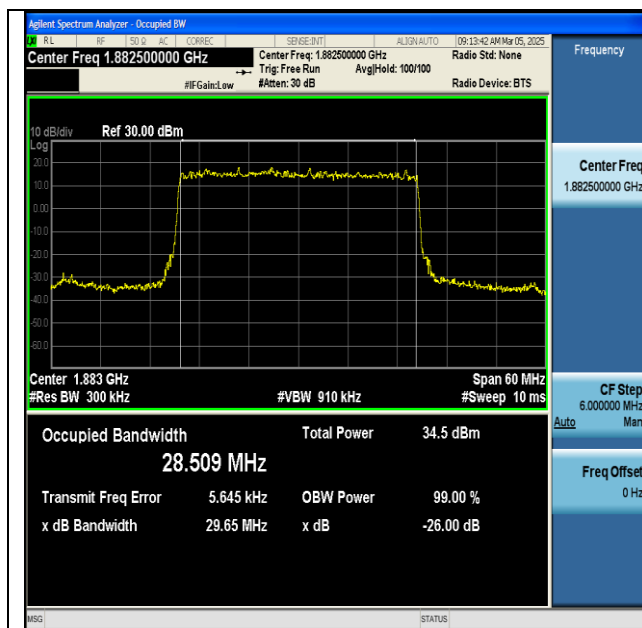 Agilent Spectrum Analyzer - Occupied BW
RL RF 50 Ω AC CORREC SENSE:INT ALIGN AUTO 09:13:42 AM Mar 05, 2025
Center Freq 1.882500000 GHz
Center Freq: 1.882500000 GHz
Radio Std: None
Trig: Free Run Avg|Hold: 100/100
#IFGain:Low
#Atten: 30 dB
Radio Device: BTS
Frequency
10 dB/div Ref 30.00 dBm
Log
20.0
10.0
0.00
-10.0
-20.0
-30.0
-40.0
-50.0
-60.0
Center Freq
1.882500000 GHz
Center 1.883 GHz Span 60 MHz
#Res BW 300 kHz #VBW 910 kHz #Sweep 10 ms
CF Step
6.000000 MHz
Auto Man
Occupied Bandwidth Total Power 34.5 dBm
28.509 MHz
Transmit Freq Error 5.645 kHz OBW Power 99.00 %
x dB Bandwidth 29.65 MHz x dB -26.00 dB
Freq Offset
0 Hz
MSG STATUS